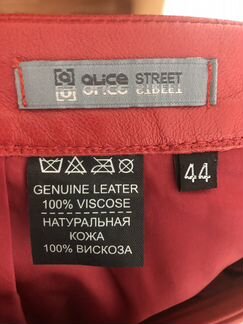 alice STREET
44
GENUINE LEATER
100% VISCOSE
НАТУРАЛЬНАЯ
КОЖА
100% ВИСКОЗА